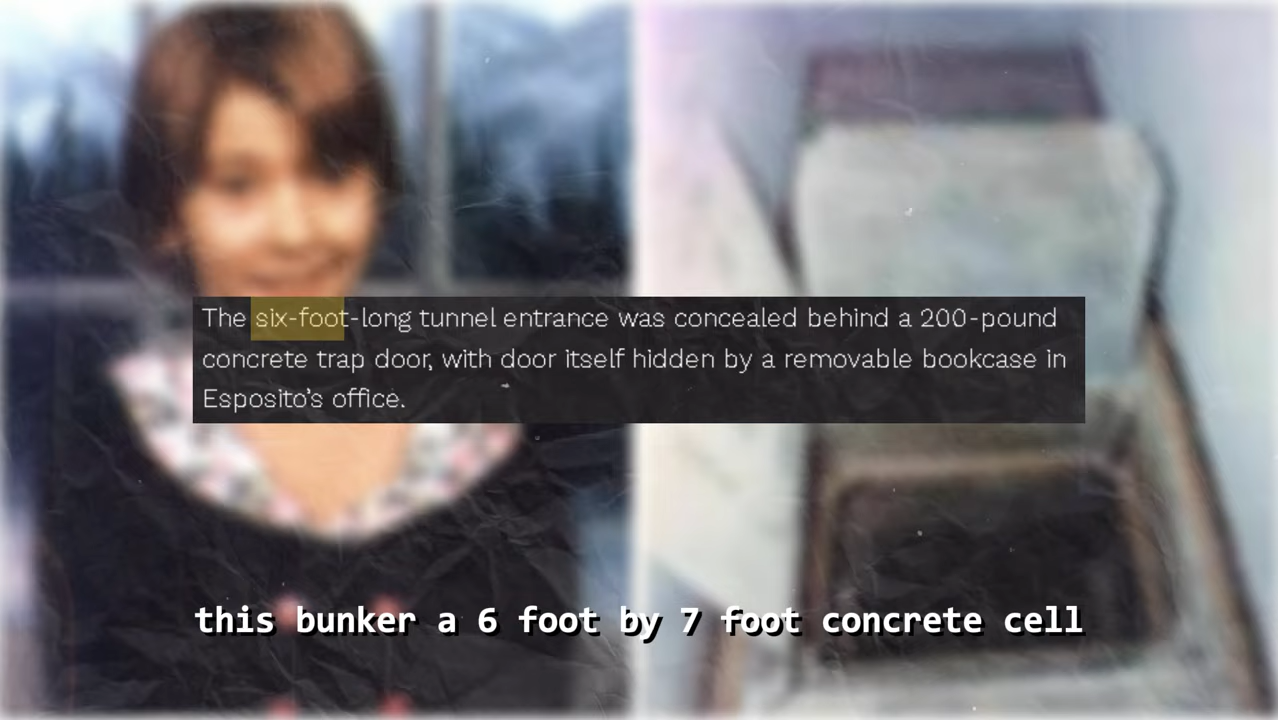 The six-foot-long tunnel entrance was concealed behind a 200-pound
concrete trap door, with door itself hidden by a removable bookcase in
Esposito's office.
this bunker a 6 foot by 7 foot concrete cell